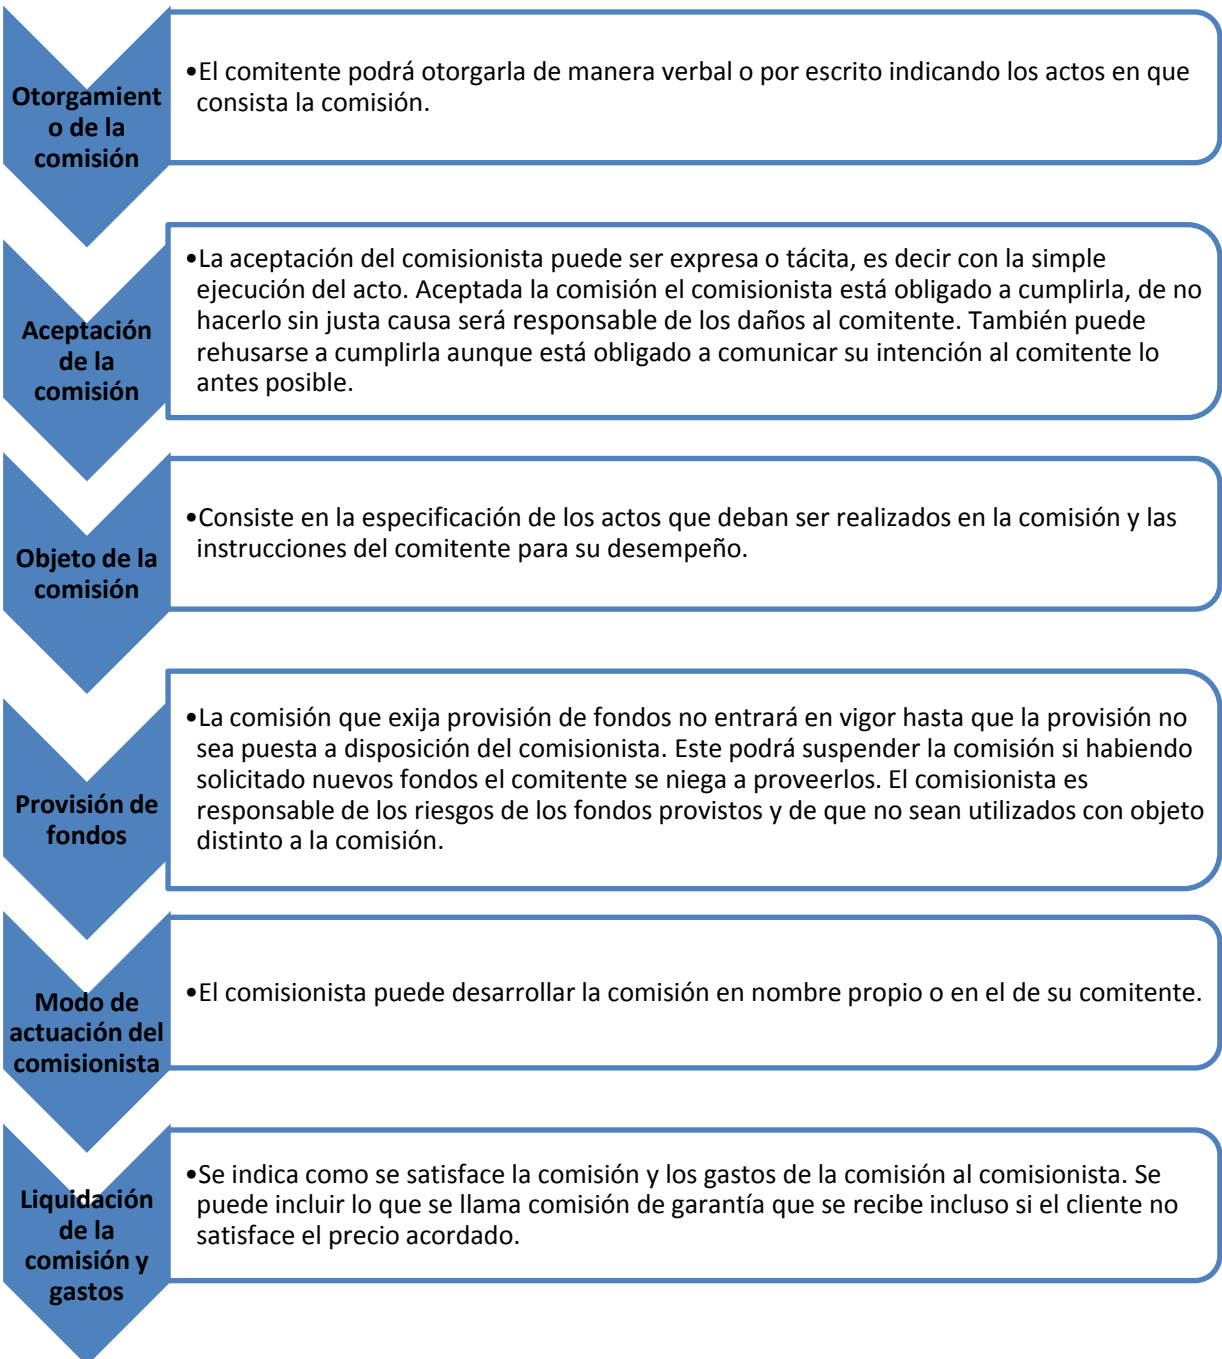 Otorgamient
o de la
comisión
•El comitente podrá otorgarla de manera verbal o por escrito indicando los actos en que
consista la comisión.
Aceptación
de la
comisión
•La aceptación del comisionista puede ser expresa o tácita, es decir con la simple
ejecución del acto. Aceptada la comisión el comisionista está obligado a cumplirla, de no
hacerlo sin justa causa será responsable de los daños al comitente. También puede
rehusarse a cumplirla aunque está obligado a comunicar su intención al comitente lo
antes posible.
Objeto de la
comisión
•Consiste en la especificación de los actos que deban ser realizados en la comisión y las
instrucciones del comitente para su desempeño.
Provisión de
fondos
•La comisión que exija provisión de fondos no entrará en vigor hasta que la provisión no
sea puesta a disposición del comisionista. Este podrá suspender la comisión si habiendo
solicitado nuevos fondos el comitente se niega a proveerlos. El comisionista es
responsable de los riesgos de los fondos provistos y de que no sean utilizados con objeto
distinto a la comisión.
Modo de
actuación del
comisionista
•El comisionista puede desarrollar la comisión en nombre propio o en el de su comitente.
Liquidación
de la
comisión y
gastos
•Se indica como se satisface la comisión y los gastos de la comisión al comisionista. Se
puede incluir lo que se llama comisión de garantía que se recibe incluso si el cliente no
satisface el precio acordado.